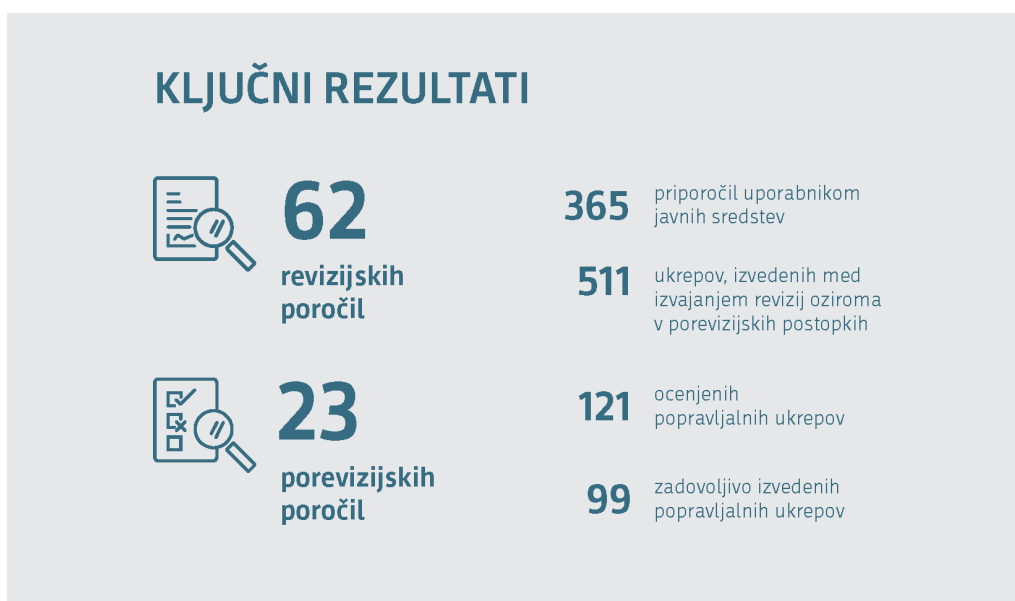 KLJUČNI REZULTATI
62
revizijskih
poročil
365
priporočil uporabnikom
javnih sredstev
511
ukrepov, izvedenih med
izvajanjem revizij oziroma
v porevizijskih postopkih
23
porevizijskih
poročil
121
ocenjenih
popravljalnih ukrepov
99
zadovoljivo izvedenih
popravljalnih ukrepov